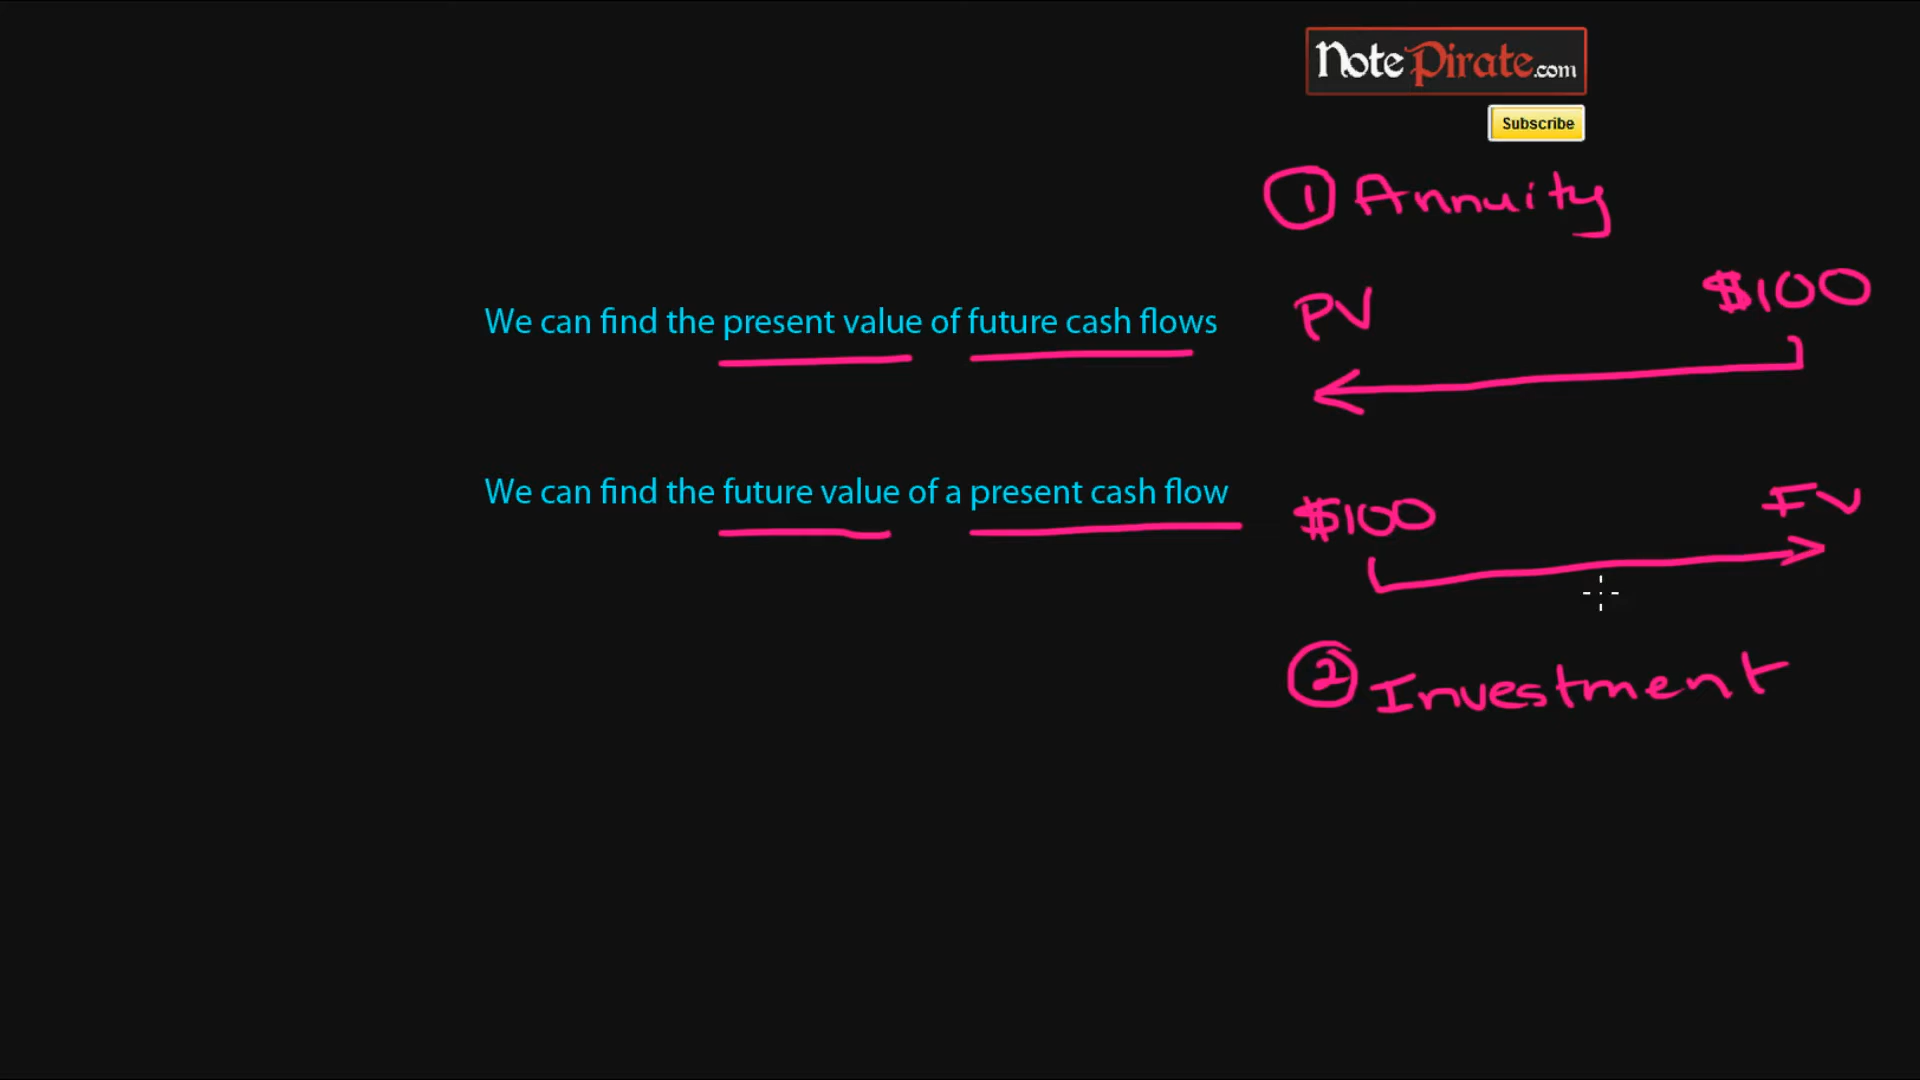 NotePirate.com
Subscribe
① Annuity
We can find the present value of future cash flows
PV $100
We can find the future value of a present cash flow
$100 FV
② Investment